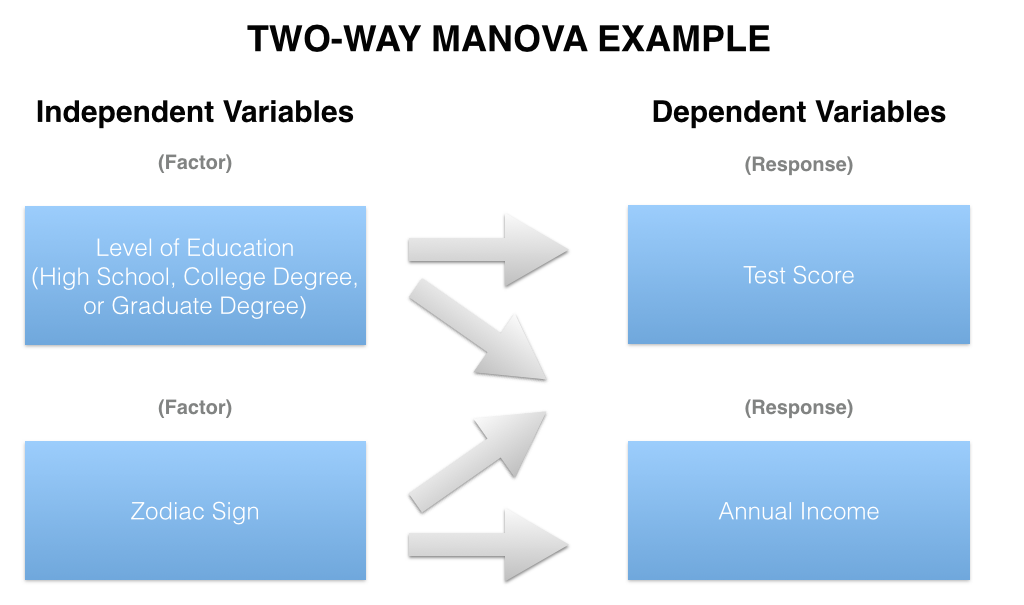 TWO-WAY MANOVA EXAMPLE
Independent Variables
Dependent Variables
(Factor)
(Response)
Level of Education
(High School, College Degree,
or Graduate Degree)
Test Score
(Factor)
(Response)
Zodiac Sign
Annual Income